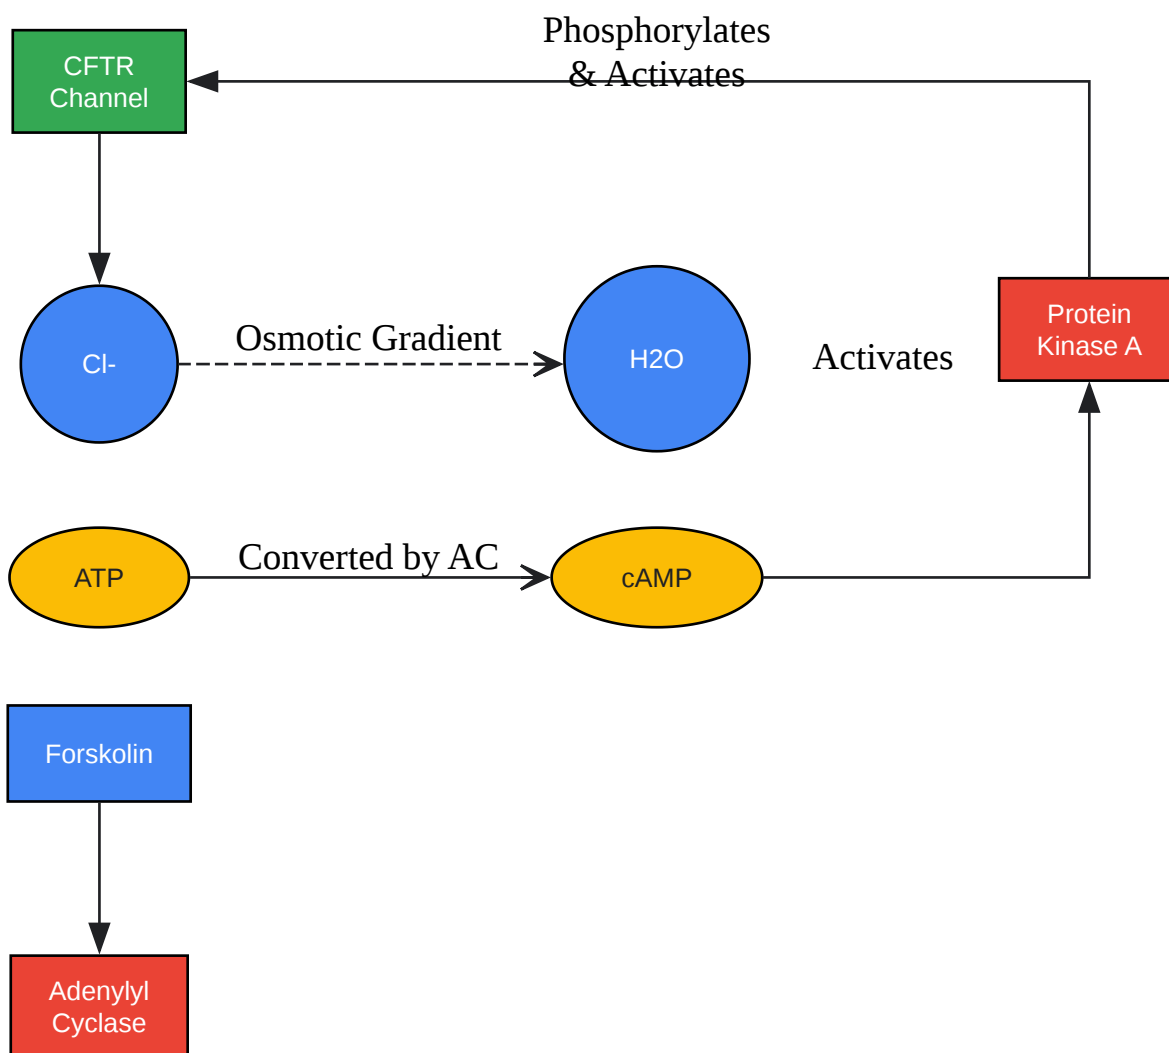 Phosphorylates
& Activates
CFTR
Channel
Protein
Kinase A
Osmotic Gradient
Activates
Cl-
H2O
Converted by AC
ATP
cAMP
Forskolin
Adenylyl
Cyclase